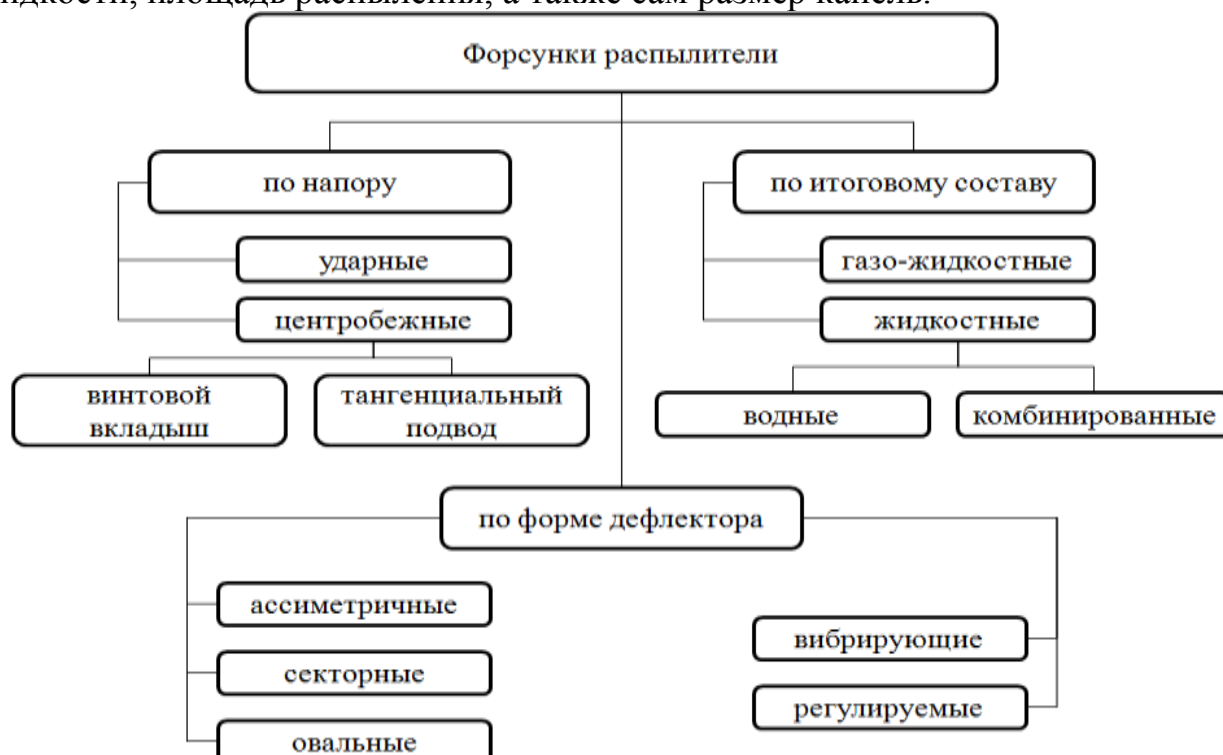 площадь распыления, а также сам размер капель.
Форсунки распылители
по напору
по итоговому составу
ударные
газо-жидкостные
центробежные
жидкостные
винтовой
вкладыш
тангенциальный
подвод
водные
комбинированные
по форме дефлектора
ассиметричные
секторные
овальные
вибрирующие
регулируемые